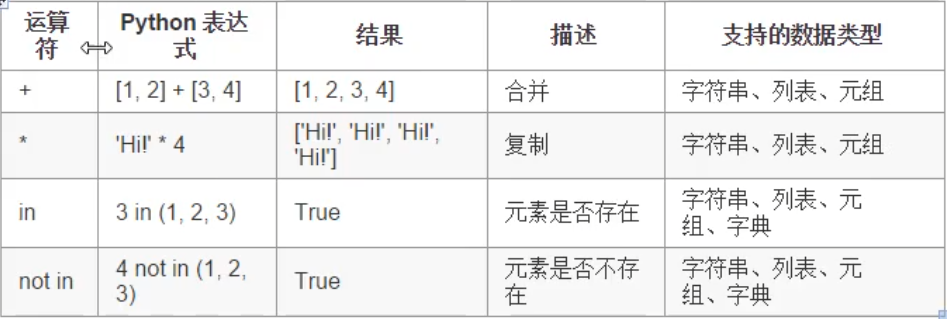 运算符 Python 表达式 结果 描述 支持的数据类型
+ [1, 2] + [3, 4] [1, 2, 3, 4] 合并 字符串、列表、元组
* 'Hi!' * 4 ['Hi!', 'Hi!', 'Hi!', 'Hi!'] 复制 字符串、列表、元组
in 3 in (1, 2, 3) True 元素是否存在 字符串、列表、元组、字典
not in 4 not in (1, 2, 3) True 元素是否不存在 字符串、列表、元组、字典